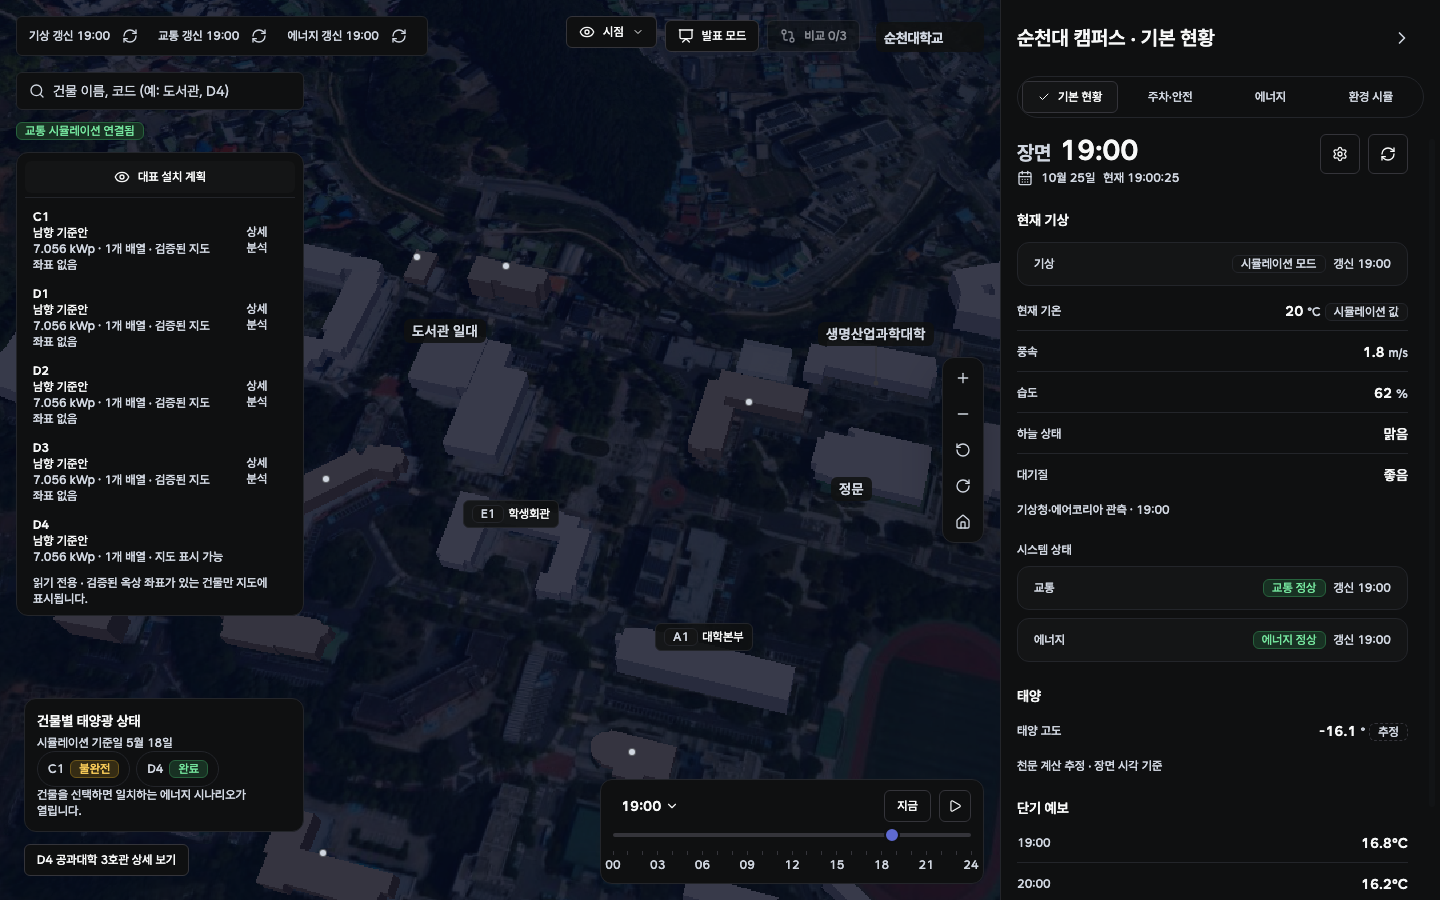 기상 갱신 19:00
교통 갱신 19:00
에너지 갱신 19:00
시점
발표 모드
비교 0/3
순천대학교
건물 이름, 코드 (예: 도서관, D4)
교통 시뮬레이션 연결됨
대표 설치 계획
C1
남향 기준안
7.056 kWp · 1개 배열 · 검증된 지도
좌표 없음
상세
분석
D1
남향 기준안
7.056 kWp · 1개 배열 · 검증된 지도
좌표 없음
상세
분석
D2
남향 기준안
7.056 kWp · 1개 배열 · 검증된 지도
좌표 없음
상세
분석
D3
남향 기준안
7.056 kWp · 1개 배열 · 검증된 지도
좌표 없음
상세
분석
D4
남향 기준안
7.056 kWp · 1개 배열 · 지도 표시 가능
읽기 전용 · 검증된 옥상 좌표가 있는 건물만 지도에
표시됩니다.
건물별 태양광 상태
시뮬레이션 기준일 5월 18일
C1 불완전
D4 완료
건물을 선택하면 일치하는 에너지 시나리오가
열립니다.
D4 공과대학 3호관 상세 보기
도서관 일대
생명산업과학대학
정문
E1 학생회관
A1 대학본부
19:00
지금
00 03 06 09 12 15 18 21 24
순천대 캠퍼스 · 기본 현황
기본 현황
주차·안전
에너지
환경 시뮬
장면 19:00
10월 25일 현재 19:00:25
현재 기상
기상 시뮬레이션 모드 갱신 19:00
현재 기온 20 °C 시뮬레이션 값
풍속 1.8 m/s
습도 62 %
하늘 상태 맑음
대기질 좋음
기상청·에어코리아 관측 · 19:00
시스템 상태
교통 교통 정상 갱신 19:00
에너지 에너지 정상 갱신 19:00
태양
태양 고도 -16.1 ° 추정
천문 계산 추정 · 장면 시각 기준
단기 예보
19:00 16.8°C
20:00 16.2°C